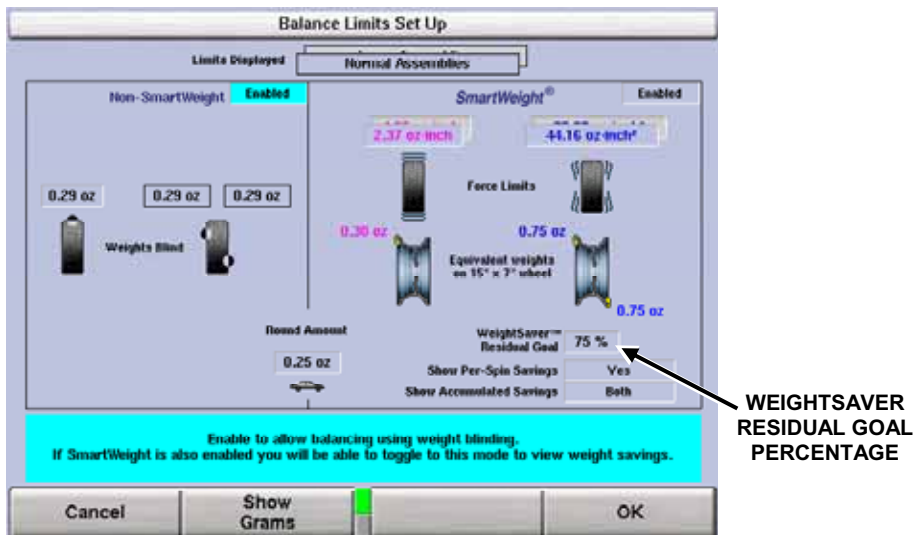 Balance Limits Set Up
Limits Displayed
Normal Assemblies
Non-SmartWeight Enabled
SmartWeight® Enabled
2.37 oz-inch
44.16 oz-inch²
0.29 oz
0.29 oz
0.29 oz
Force Limits
Weights Blind
0.30 oz
0.75 oz
Equivalent weights
on 15" x 7" wheel
0.75 oz
Round Amount
0.25 oz
WeightSaver™
Residual Goal
75 %
Show Per-Spin Savings Yes
Show Accumulated Savings Both
WEIGHTSAVER
RESIDUAL GOAL
PERCENTAGE
Enable to allow balancing using weight blinding.
If SmartWeight is also enabled you will be able to toggle to this mode to view weight savings.
Cancel
Show
Grams
OK